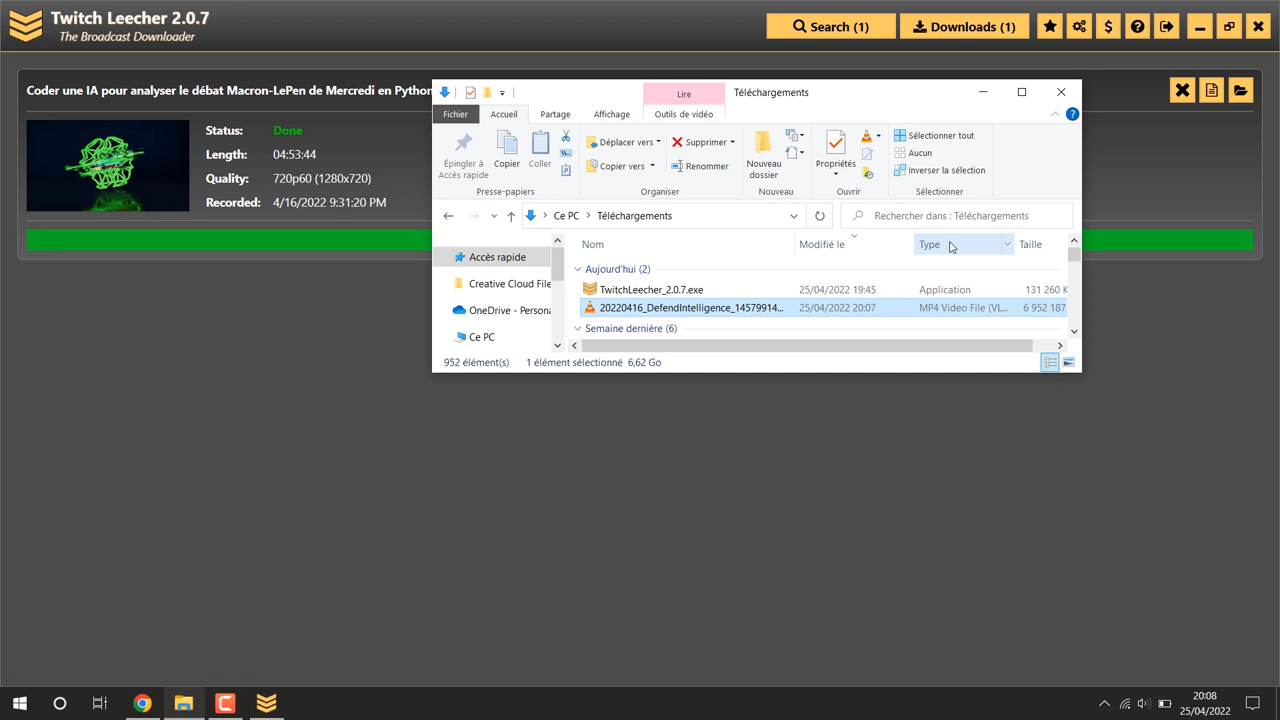 Twitch Leecher 2.0.7
The Broadcast Downloader
Search (1)
Downloads (1)
Coder une IA pour analyser le débat Macron-LePen de Mercredi en Python
Status: Done
Length: 04:53:44
Quality: 720p60 (1280x720)
Recorded: 4/16/2022 9:31:20 PM
Lire
Téléchargements
Fichier
Accueil
Partage
Affichage
Outils de vidéo
Épingler à
Accès rapide
Copier
Coller
Presse-papiers
Déplacer vers
Copier vers
Supprimer
Renommer
Organiser
Nouveau
dossier
Nouveau
Propriétés
Ouvrir
Sélectionner tout
Aucun
Inverser la sélection
Sélectionner
Ce PC > Téléchargements
Rechercher dans : Téléchargements
Nom
Modifié le
Type
Taille
Accès rapide
Creative Cloud File
OneDrive - Persona
Ce PC
Aujourd'hui (2)
TwitchLeecher_2.0.7.exe 25/04/2022 19:45 Application 131 260 K
20220416_DefendIntelligence_14579914... 25/04/2022 20:07 MP4 Video File (VL... 6 952 187
Semaine dernière (6)
952 élément(s)
1 élément sélectionné 6,62 Go
20:08
25/04/2022